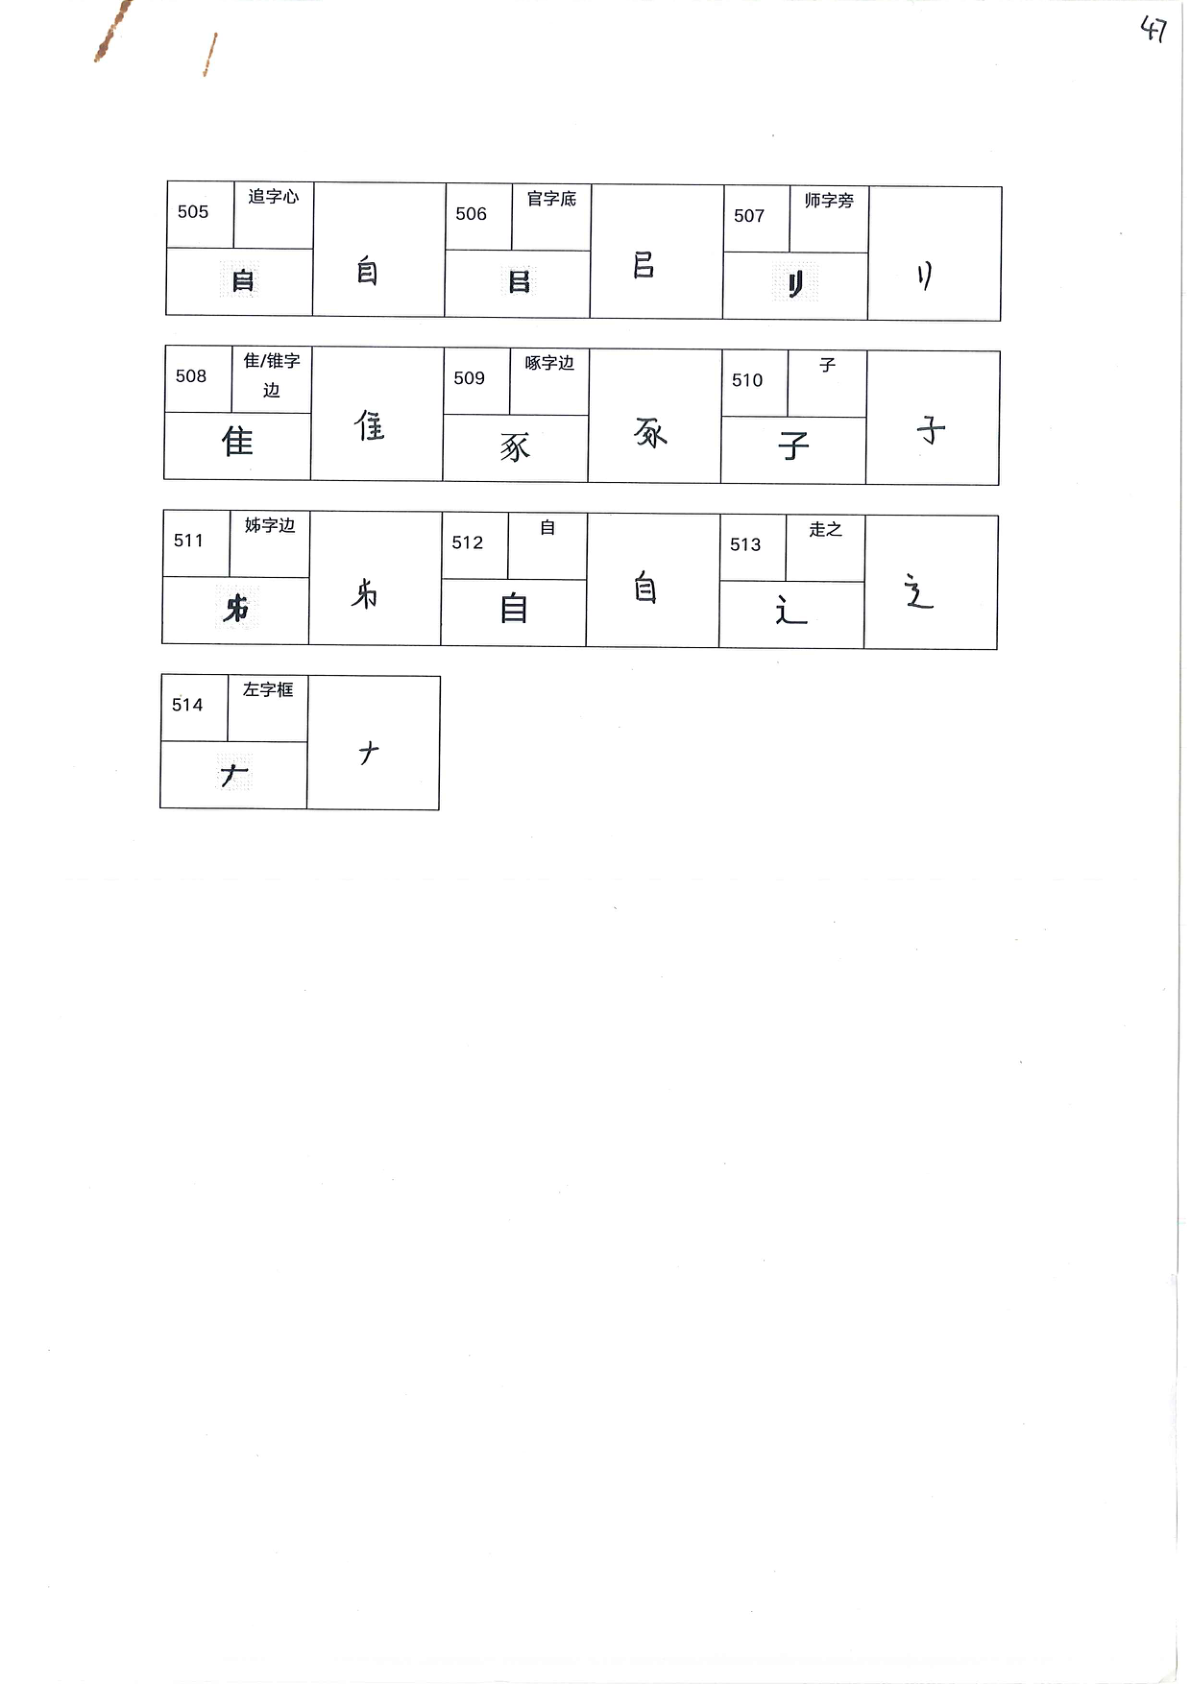 47
505 追字心 𠂤 𠂤
506 官字底 㠯 㠯
507 师字旁 刂 刂
508 隹/锥字边 隹 隹
509 啄字边 豖 豖
510 子 子 子
511 姊字边
512 自 自 自
513 走之 辶 辶
514 左字框 𠂇 𠂇